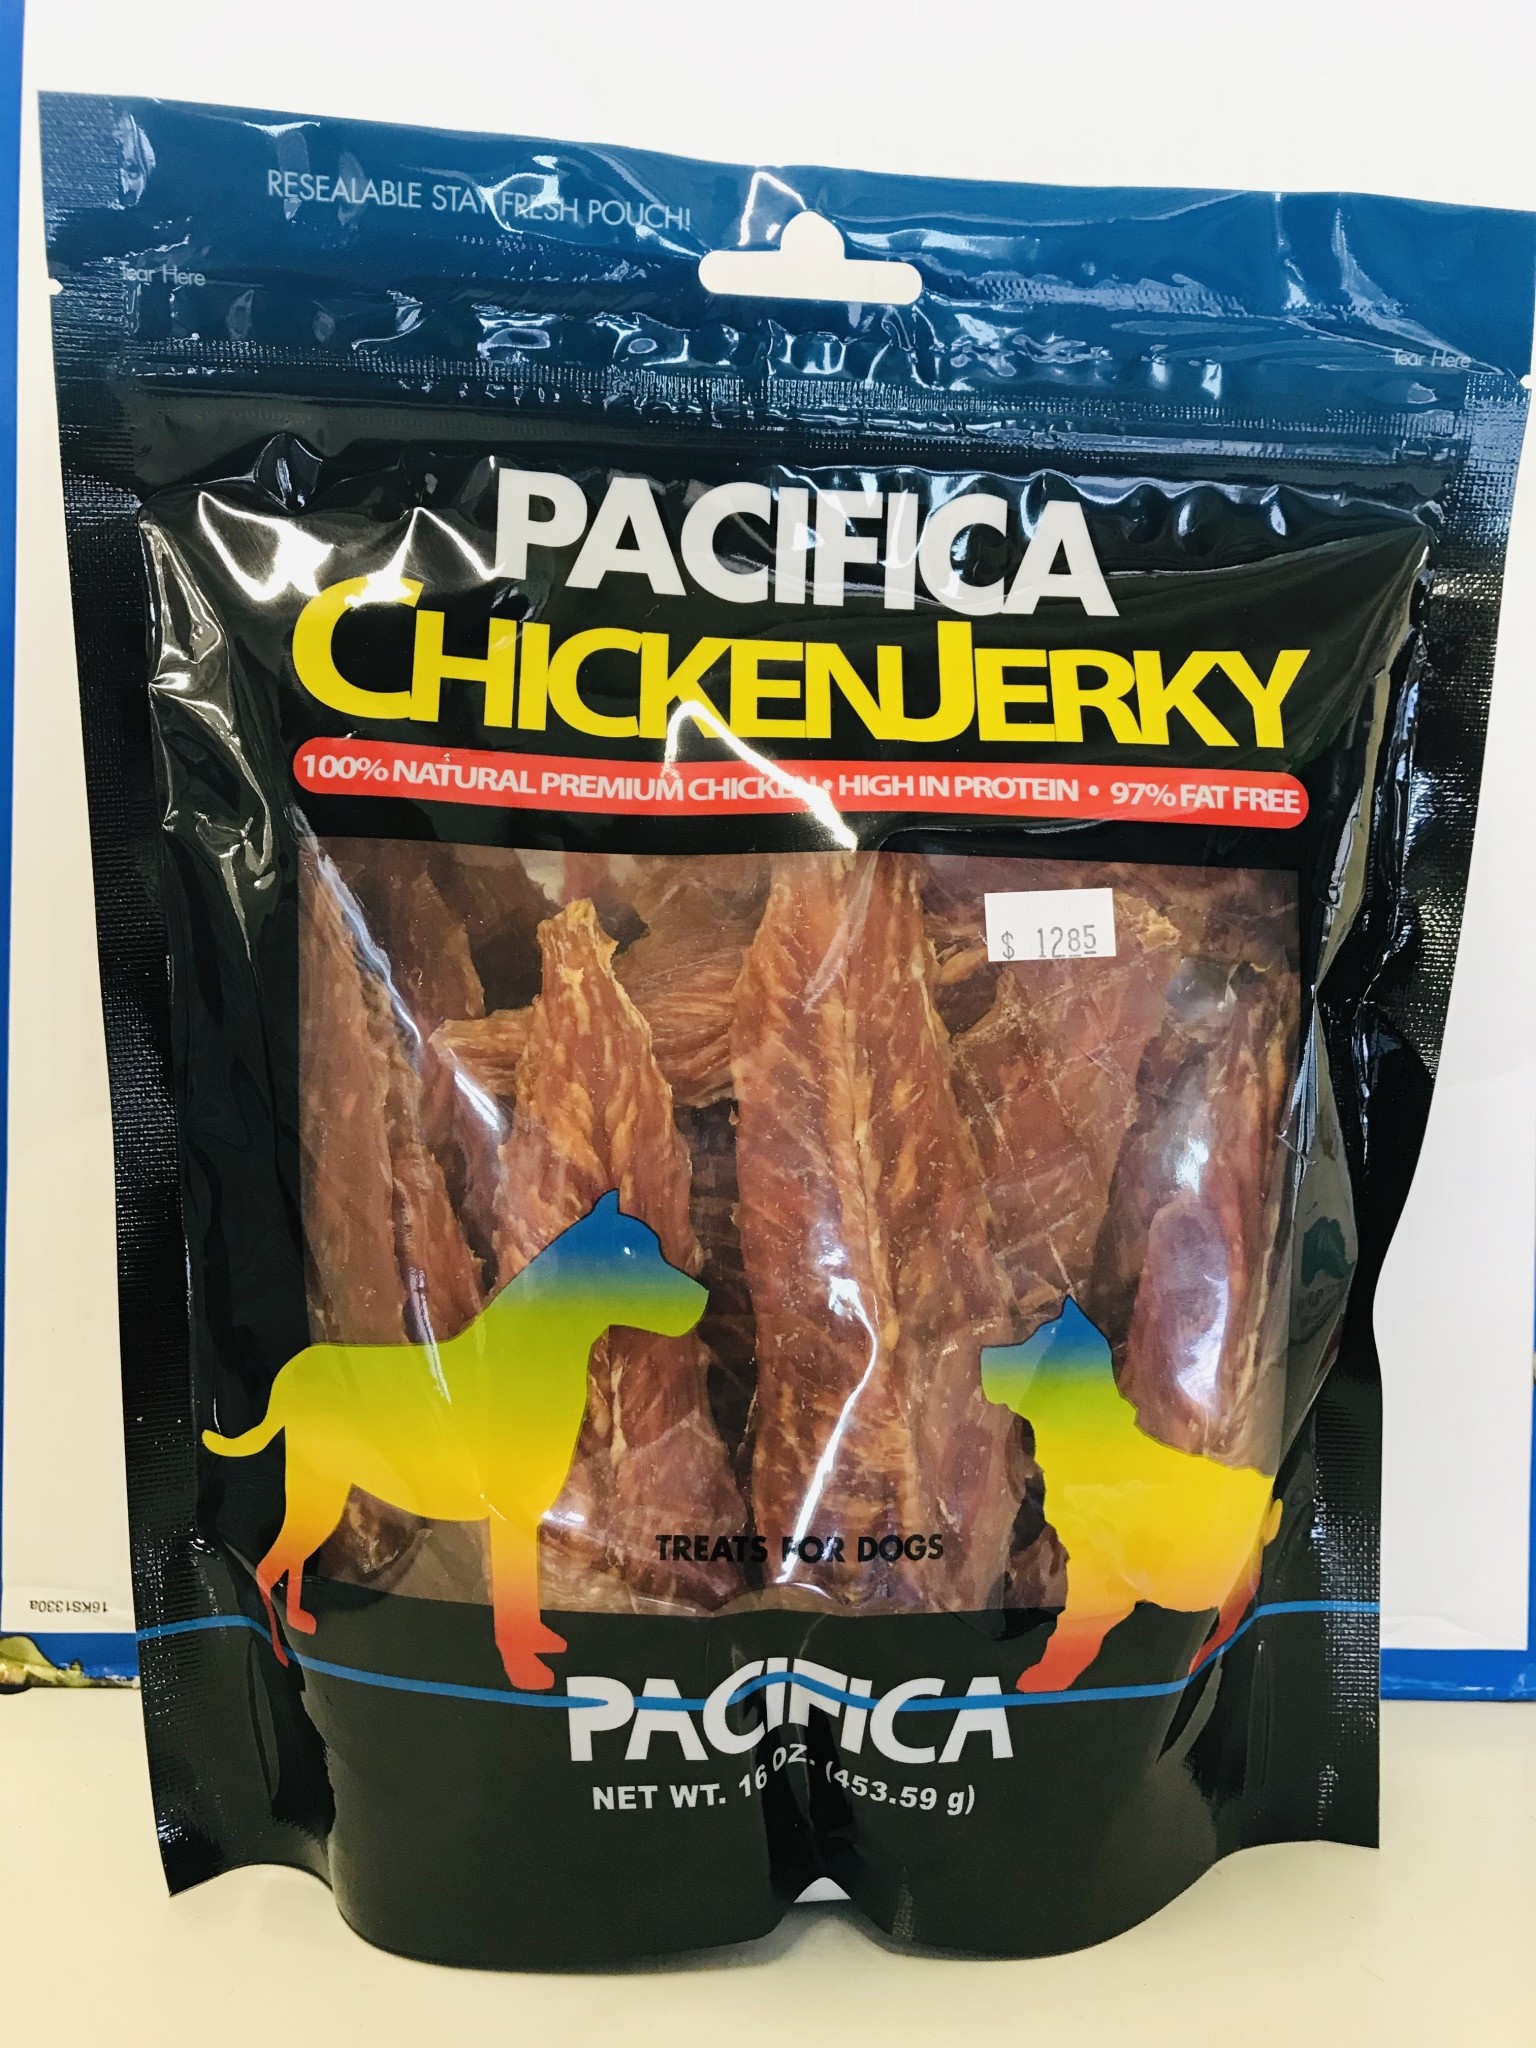 RESEALABLE STAY FRESH POUCH!
Tear Here
Tear Here
PACIFICA
CHICKENJERKY
100% NATURAL PREMIUM CHICKEN • HIGH IN PROTEIN • 97% FAT FREE
$ 1285
TREATS FOR DOGS
PACIFICA
NET WT. 16 OZ. (453.59 g)
16KS1330a